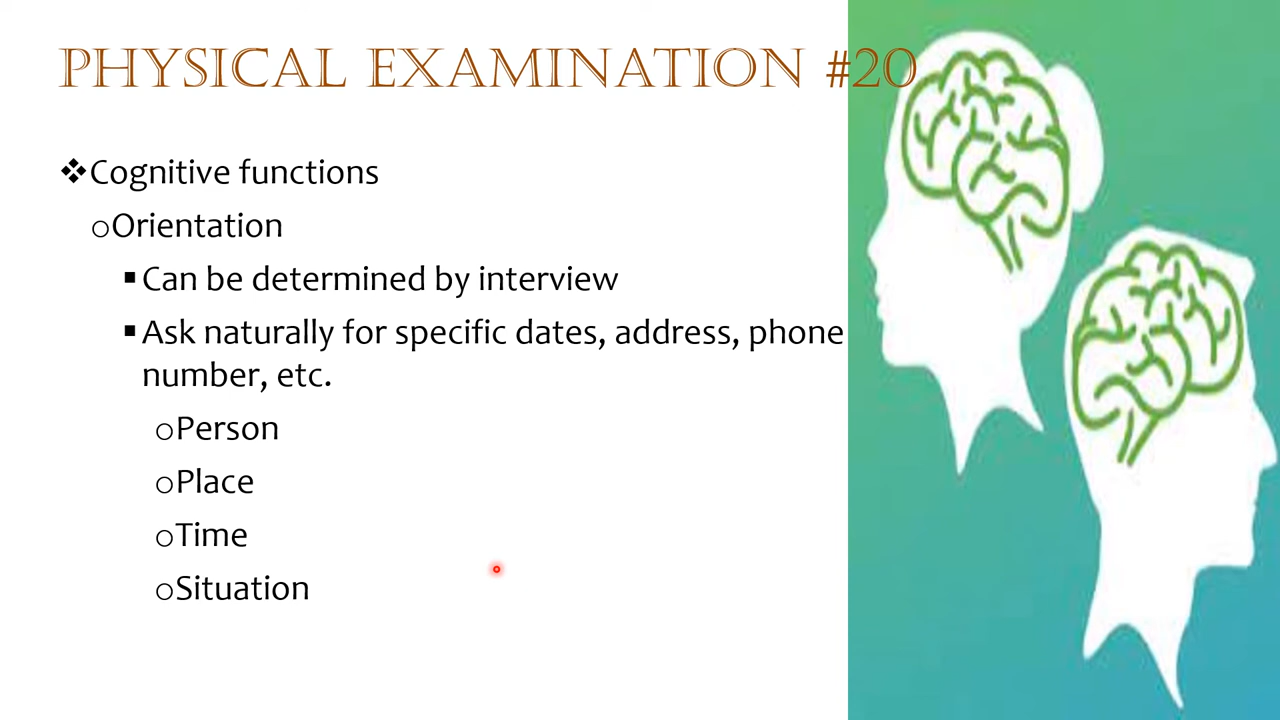 PHYSICAL EXAMINATION #20
❖Cognitive functions
oOrientation
▪Can be determined by interview
▪Ask naturally for specific dates, address, phone
number, etc.
oPerson
oPlace
oTime
oSituation